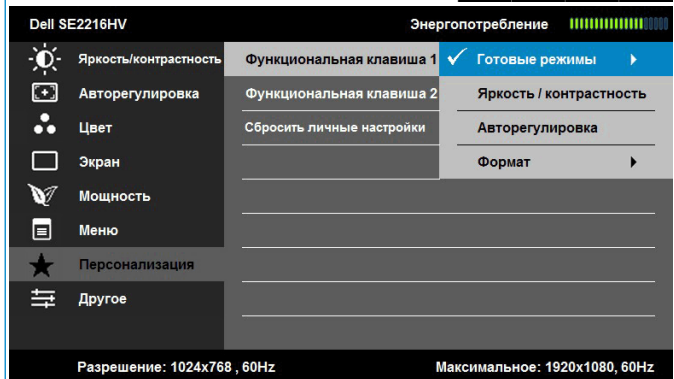 Dell SE2216HV Энергопотребление
Яркость/контрастность Функциональная клавиша 1 Готовые режимы
Авторегулировка Функциональная клавиша 2 Яркость / контрастность
Цвет Сбросить личные настройки Авторегулировка
Экран Формат
Мощность
Меню
Персонализация
Другое
Разрешение: 1024x768 , 60Hz Максимальное: 1920x1080, 60Hz